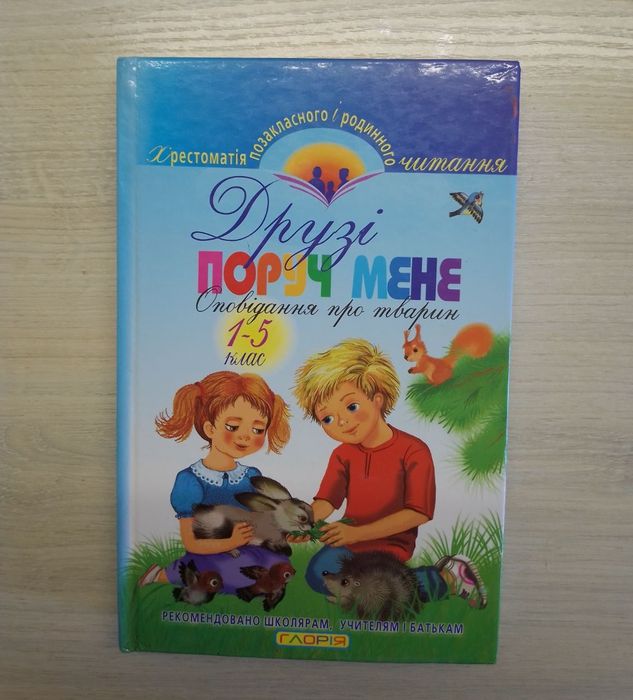 Хрестоматія позакласного і родинного читання
Друзі
ПОРУЧ МЕНЕ
Оповідання про тварин
1-5
клас
РЕКОМЕНДОВАНО ШКОЛЯРАМ, УЧИТЕЛЯМ І БАТЬКАМ
ГЛОРІЯ